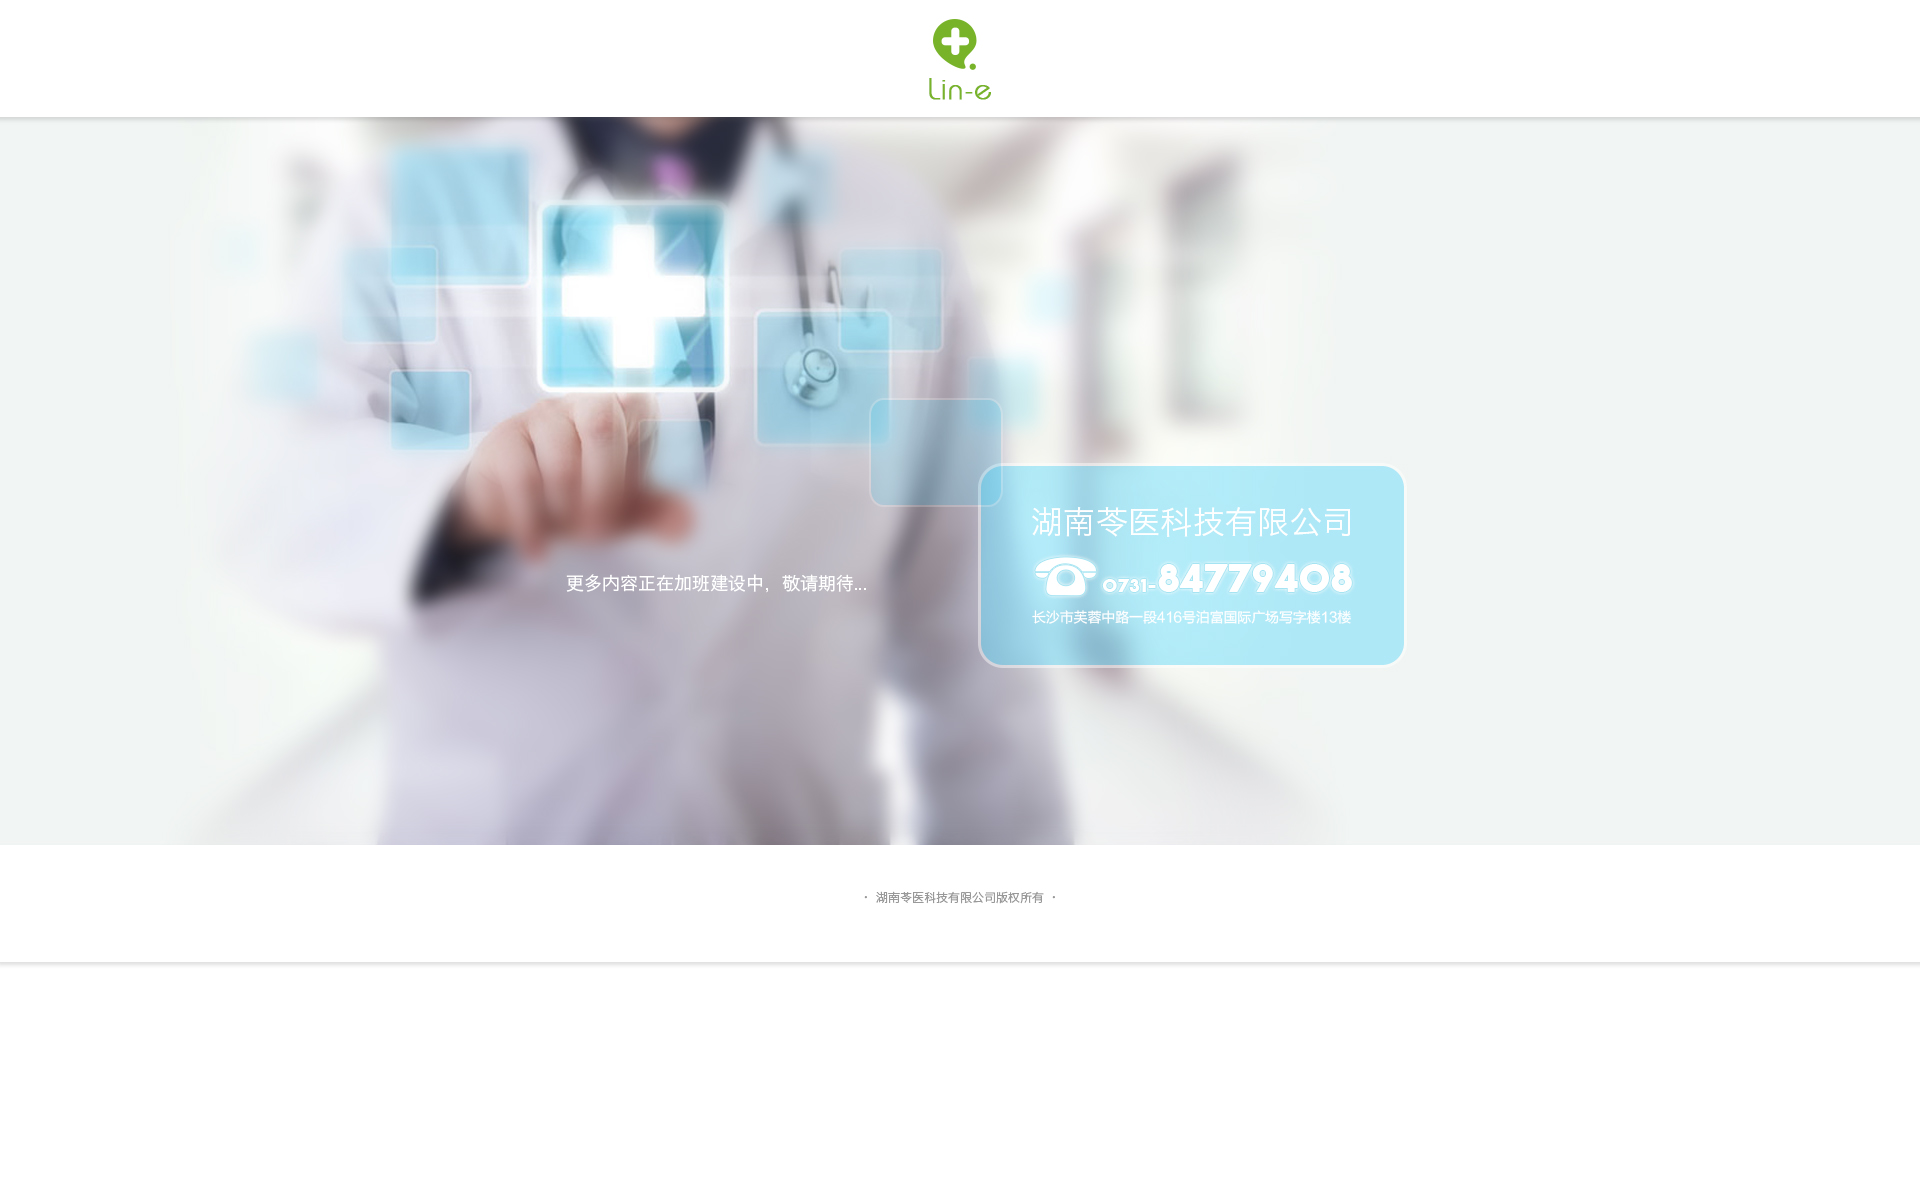 Lin-e
更多内容正在加班建设中，敬请期待...
湖南苓医科技有限公司
0731-84779408
长沙市芙蓉中路一段416号泊富国际广场写字楼13楼
· 湖南苓医科技有限公司版权所有 ·